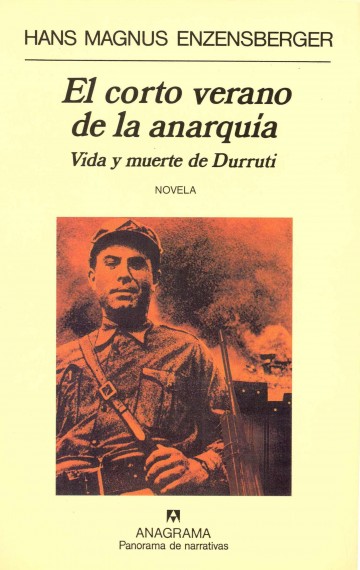 HANS MAGNUS ENZENSBERGER
El corto verano
de la anarquía
Vida y muerte de Durruti
NOVELA
ANAGRAMA
Panorama de narrativas